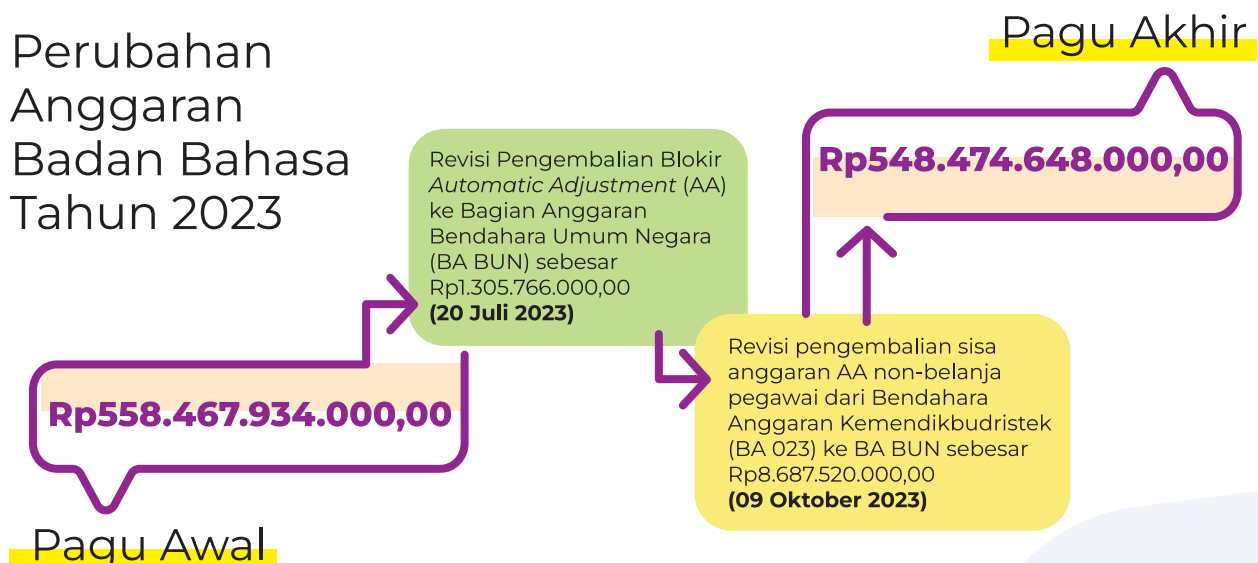 Perubahan
Anggaran
Badan Bahasa
Tahun 2023
Pagu Awal
Rp558.467.934.000,00
Revisi Pengembalian Blokir
Automatic Adjustment (AA)
ke Bagian Anggaran
Bendahara Umum Negara
(BA BUN) sebesar
Rp1.305.766.000,00
(20 Juli 2023)
Revisi pengembalian sisa
anggaran AA non-belanja
pegawai dari Bendahara
Anggaran Kemendikbudristek
(BA 023) ke BA BUN sebesar
Rp8.687.520.000,00
(09 Oktober 2023)
Pagu Akhir
Rp548.474.648.000,00